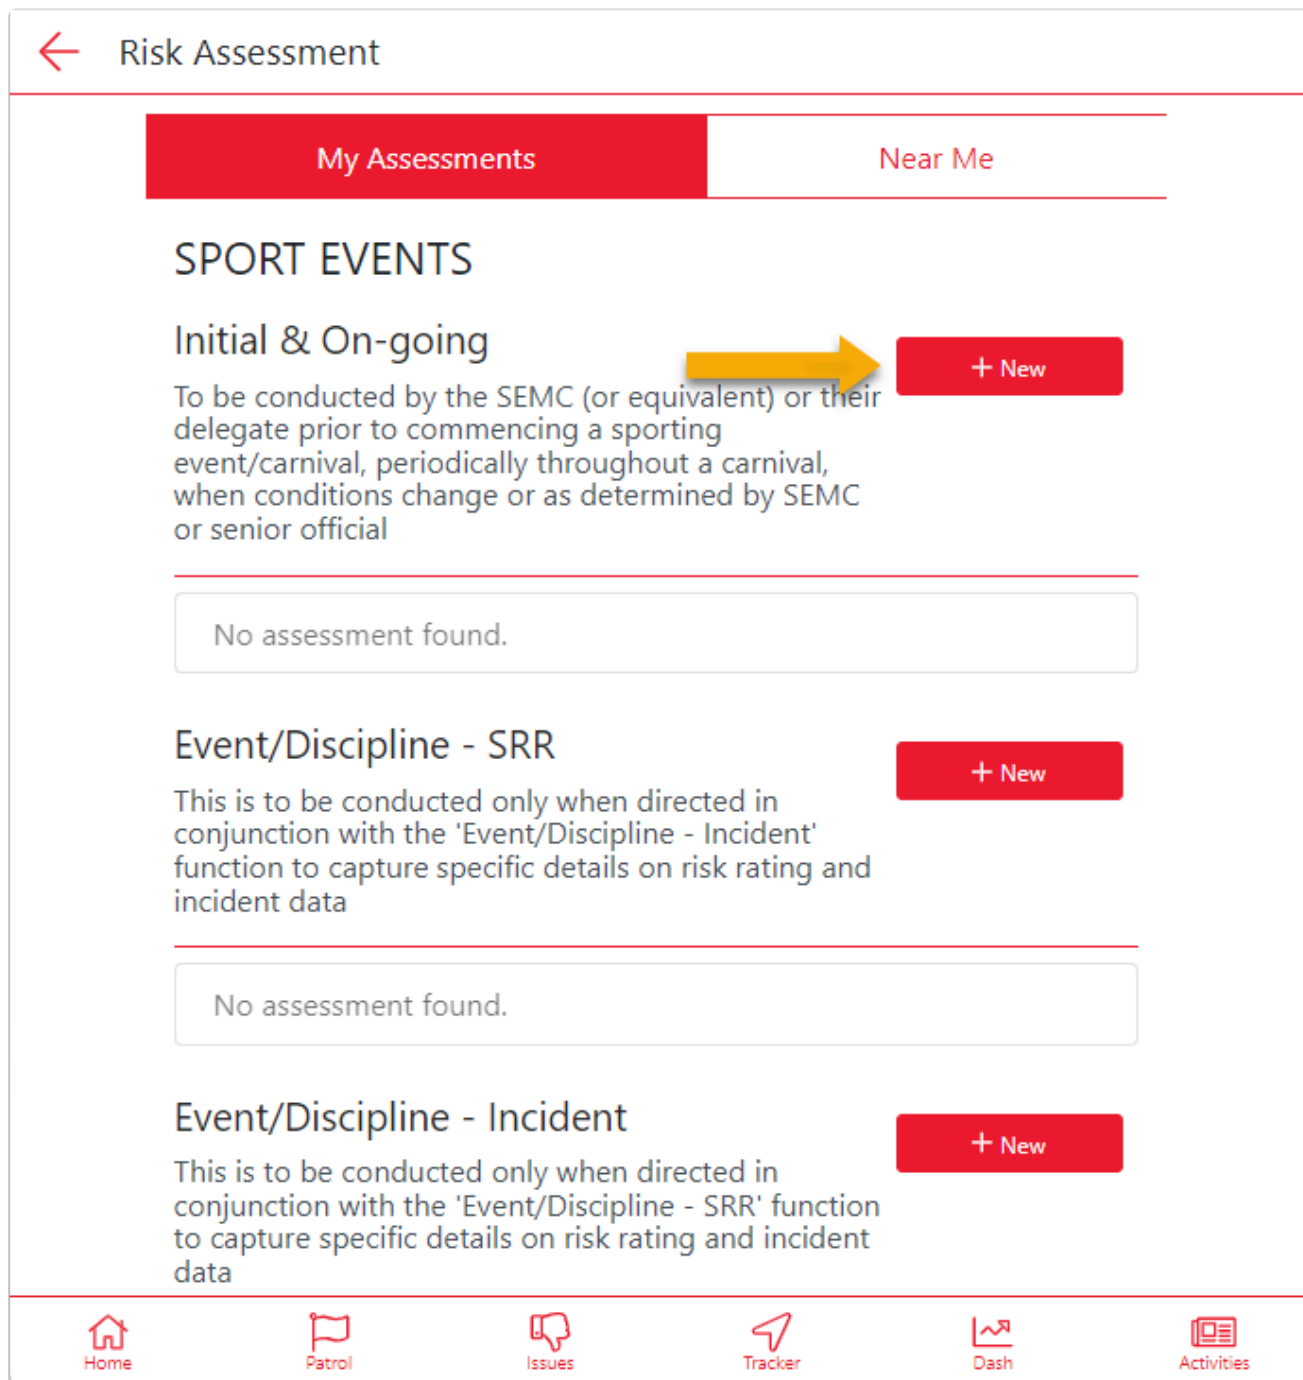 Risk Assessment
My Assessments
Near Me
SPORT EVENTS
Initial & On-going
+ New
To be conducted by the SEMC (or equivalent) or their
delegate prior to commencing a sporting
event/carnival, periodically throughout a carnival,
when conditions change or as determined by SEMC
or senior official
No assessment found.
Event/Discipline - SRR
+ New
This is to be conducted only when directed in
conjunction with the 'Event/Discipline - Incident'
function to capture specific details on risk rating and
incident data
No assessment found.
Event/Discipline - Incident
+ New
This is to be conducted only when directed in
conjunction with the 'Event/Discipline - SRR' function
to capture specific details on risk rating and incident
data
Home
Patrol
Issues
Tracker
Dash
Activities